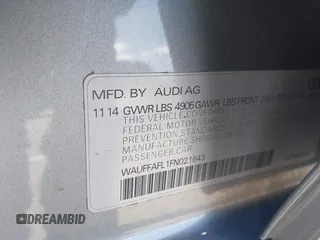 MFD. BY AUDI AG
11 14 GVWR LBS 4905 GAWR LBS FRONT
THIS VEHICLE
FEDERAL MOTOR VEHICLE
PREVENTION STANDARDS
MANUFACTURE SHOWN
PASSENGER CAR
WAUFFAFL1FN021643
DREAMBID